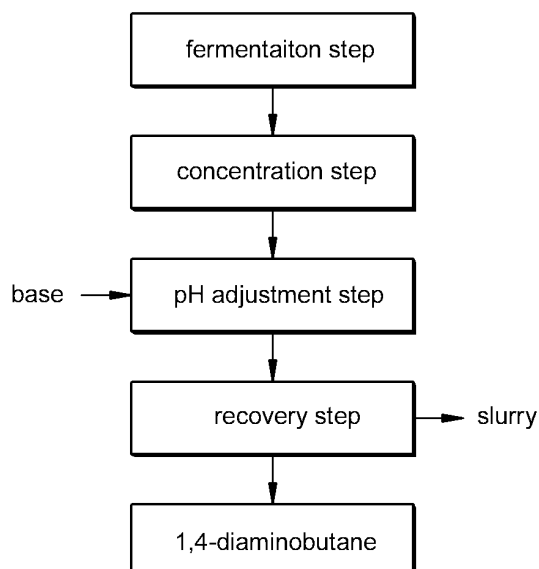 fermentaiton step
concentration step
base
pH adjustment step
recovery step
slurry
1,4-diaminobutane